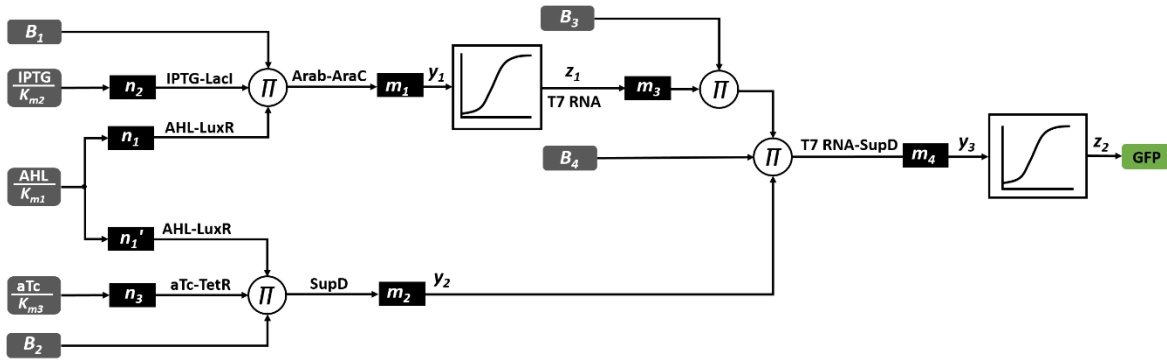 B1
B3
IPTG
Km2
n2
IPTG-LacI
Π
Arab-AraC
m1
y1
z1
T7 RNA
m3
Π
n1
AHL-LuxR
AHL
Km1
B4
Π
T7 RNA-SupD
m4
y3
z2
GFP
n1'
AHL-LuxR
aTc
Km3
n3
aTc-TetR
Π
SupD
m2
y2
B2